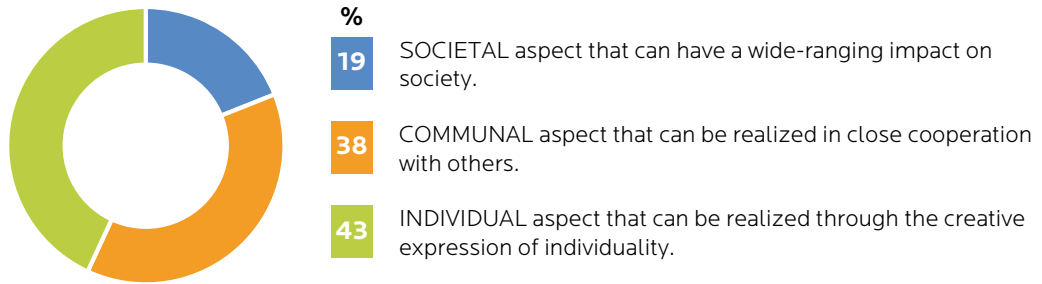 %
19
SOCIETAL aspect that can have a wide-ranging impact on
society.
38
COMMUNAL aspect that can be realized in close cooperation
with others.
43
INDIVIDUAL aspect that can be realized through the creative
expression of individuality.